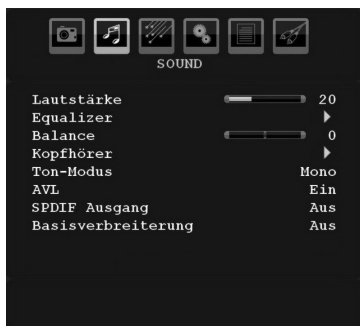 SOUND
Lautstärke 20
Equalizer
Balance 0
Kopfhörer
Ton-Modus Mono
AVL Ein
SPDIF Ausgang Aus
Basisverbreiterung Aus